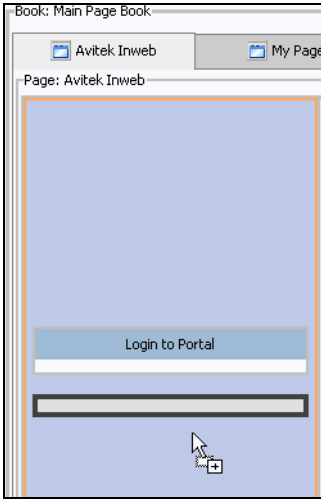 Book: Main Page Book
Avitek Inweb
My Page
Page: Avitek Inweb
Login to Portal